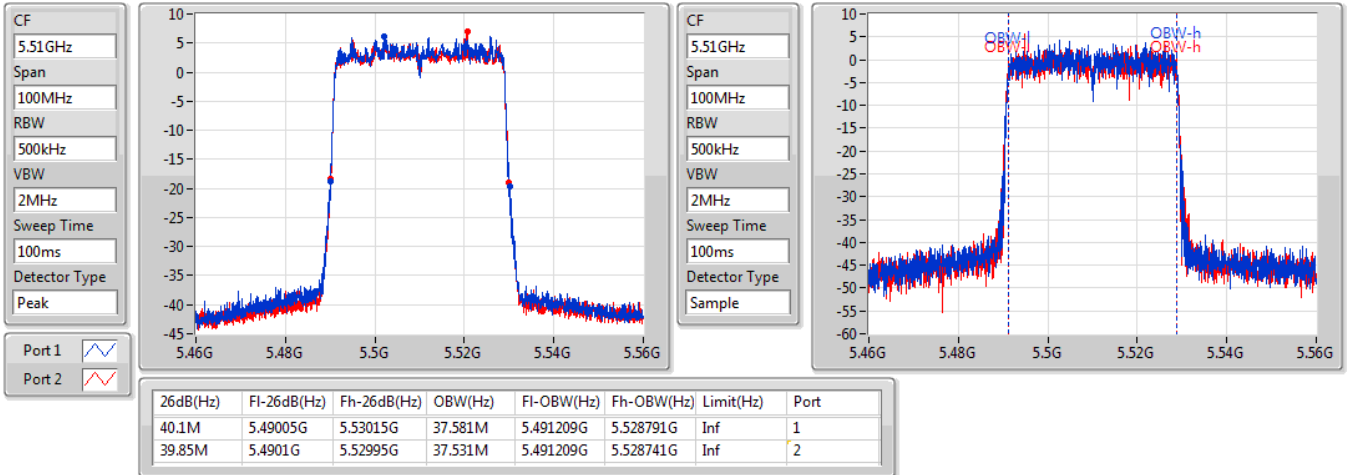 CF
5.51GHz
Span
100MHz
RBW
500kHz
VBW
2MHz
Sweep Time
100ms
Detector Type
Peak
Port 1
Port 2
10
5
0
-5
-10
-15
-20
-25
-30
-35
-40
-45
5.46G 5.48G 5.5G 5.52G 5.54G 5.56G
CF
5.51GHz
Span
100MHz
RBW
500kHz
VBW
2MHz
Sweep Time
100ms
Detector Type
Sample
10
5
0
-5
-10
-15
-20
-25
-30
-35
-40
-45
-50
-55
-60
OBW-l OBW-h
OBW-l OBW-h
5.46G 5.48G 5.5G 5.52G 5.54G 5.56G
26dB(Hz) Fl-26dB(Hz) Fh-26dB(Hz) OBW(Hz) Fl-OBW(Hz) Fh-OBW(Hz) Limit(Hz) Port
40.1M 5.49005G 5.53015G 37.581M 5.491209G 5.528791G Inf 1
39.85M 5.4901G 5.52995G 37.531M 5.491209G 5.528741G Inf 2